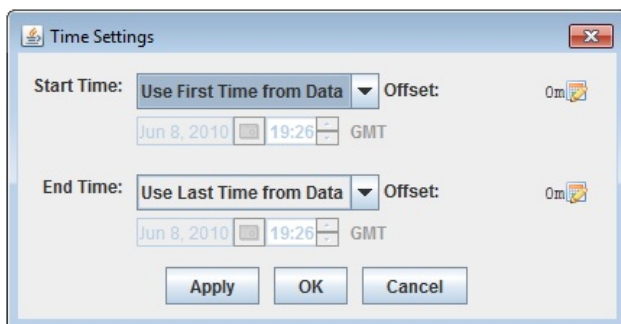 Time Settings
Start Time: Use First Time from Data Offset: 0m
Jun 8, 2010 19:26 GMT
End Time: Use Last Time from Data Offset: 0m
Jun 8, 2010 19:26 GMT
Apply OK Cancel